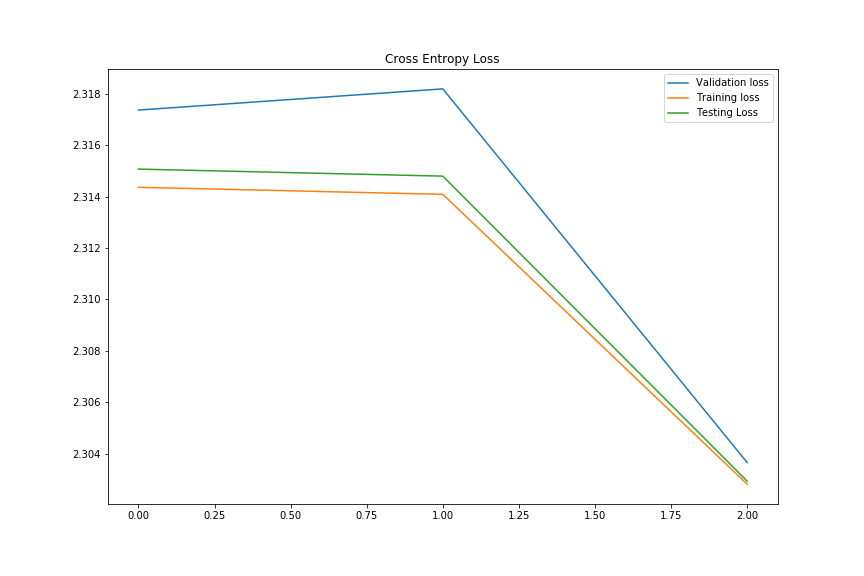 Cross Entropy Loss
Validation loss
Training loss
Testing Loss
2.318
2.316
2.314
2.312
2.310
2.308
2.306
2.304
0.00 0.25 0.50 0.75 1.00 1.25 1.50 1.75 2.00